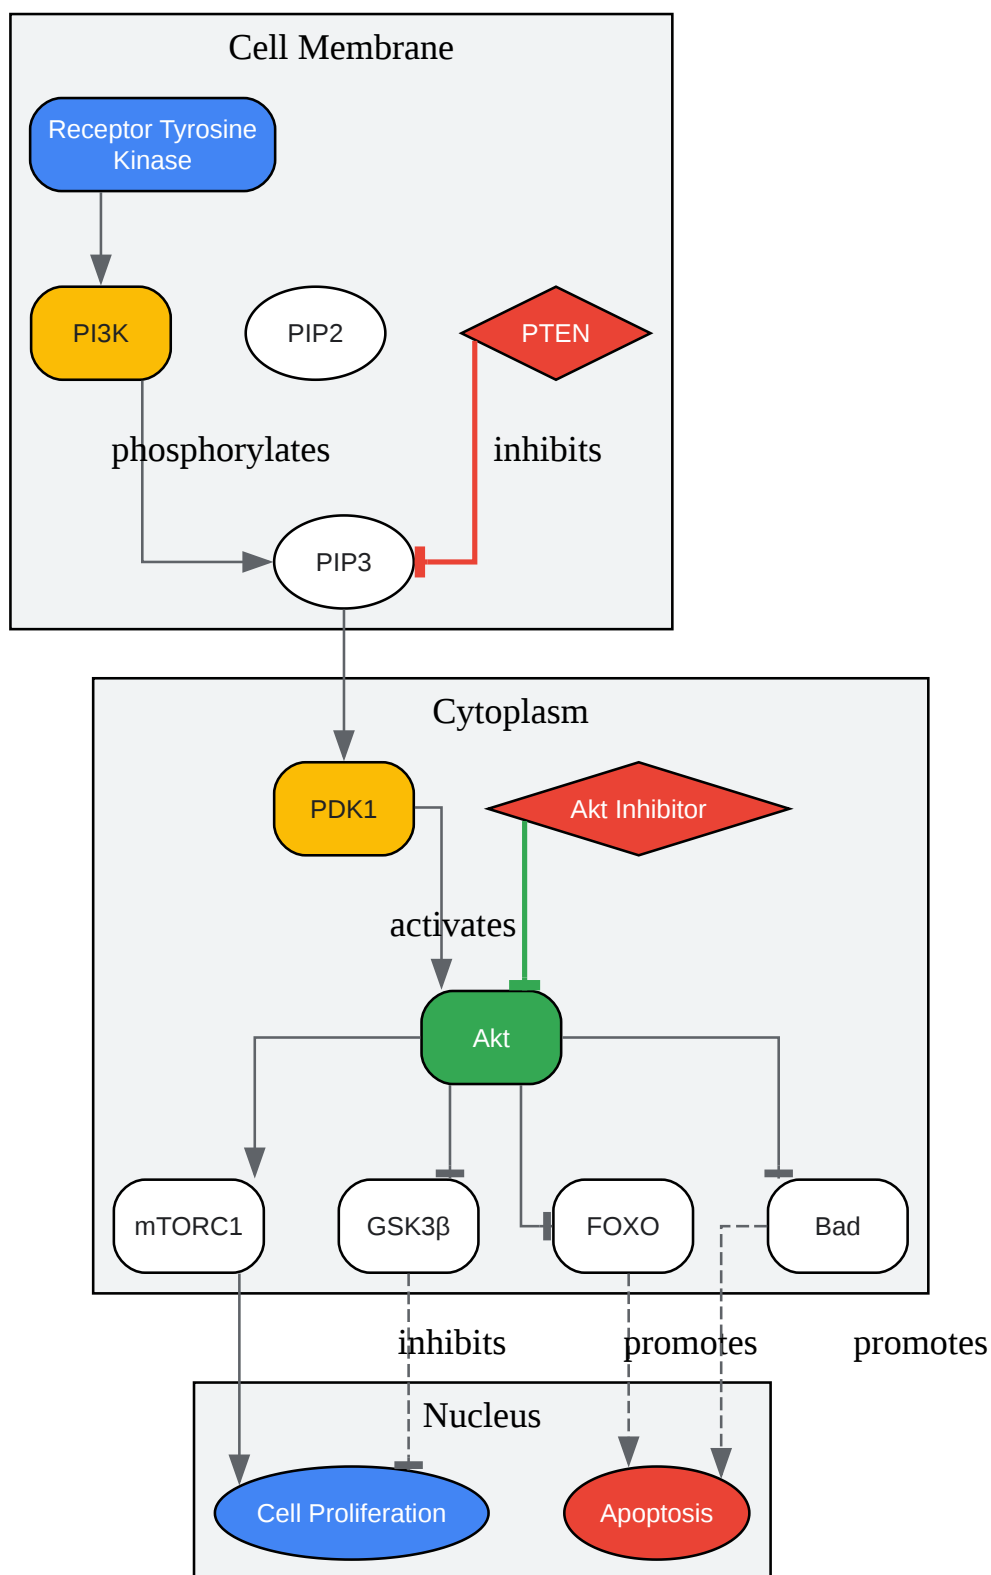 Cell Membrane
Receptor Tyrosine
Kinase
PI3K
PIP2
PTEN
phosphorylates
inhibits
PIP3
Cytoplasm
PDK1
Akt Inhibitor
activates
Akt
mTORC1
GSK3β
FOXO
Bad
inhibits
promotes
promotes
Nucleus
Cell Proliferation
Apoptosis